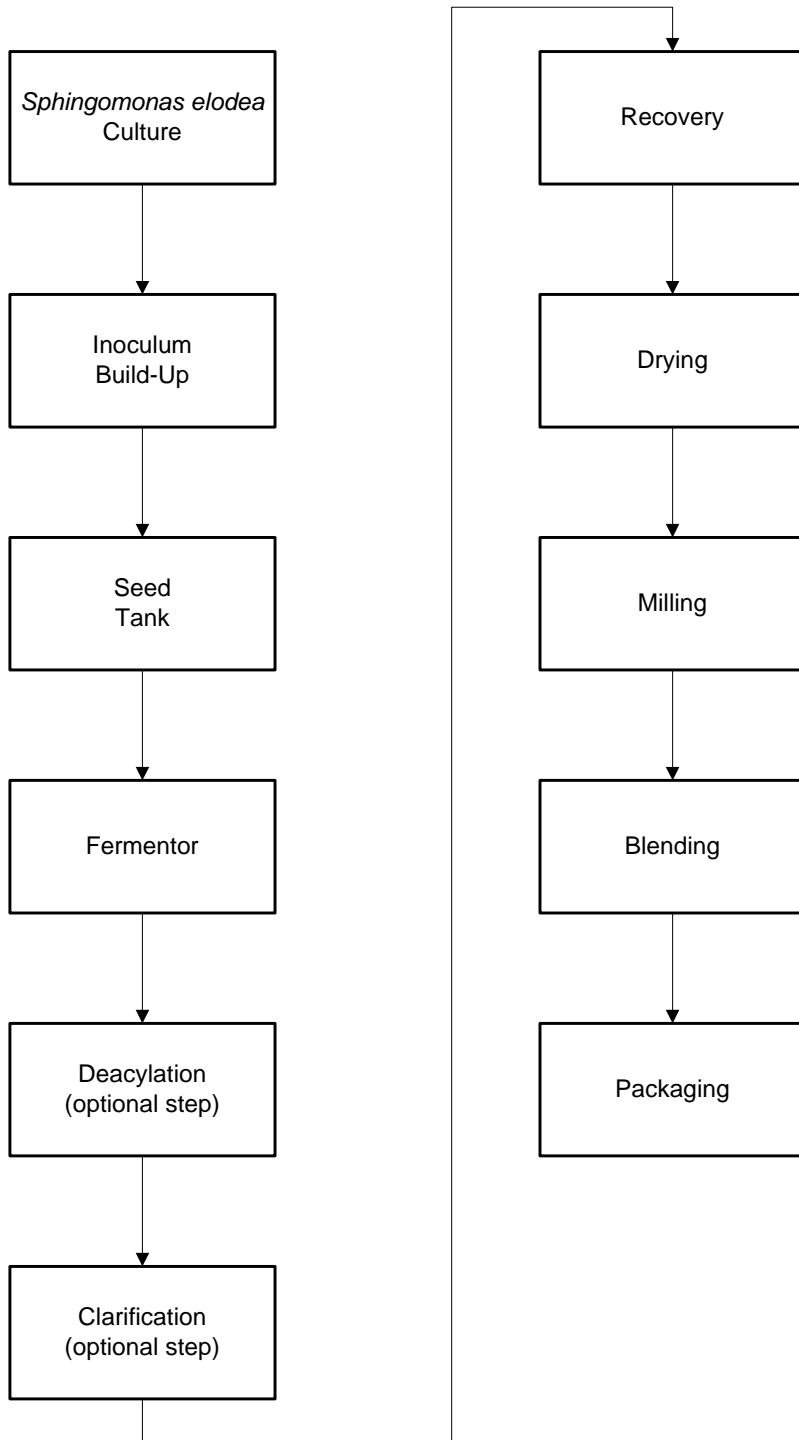 Sphingomonas elodea
Culture
Inoculum
Build-Up
Seed
Tank
Fermentor
Deacylation
(optional step)
Clarification
(optional step)
Recovery
Drying
Milling
Blending
Packaging